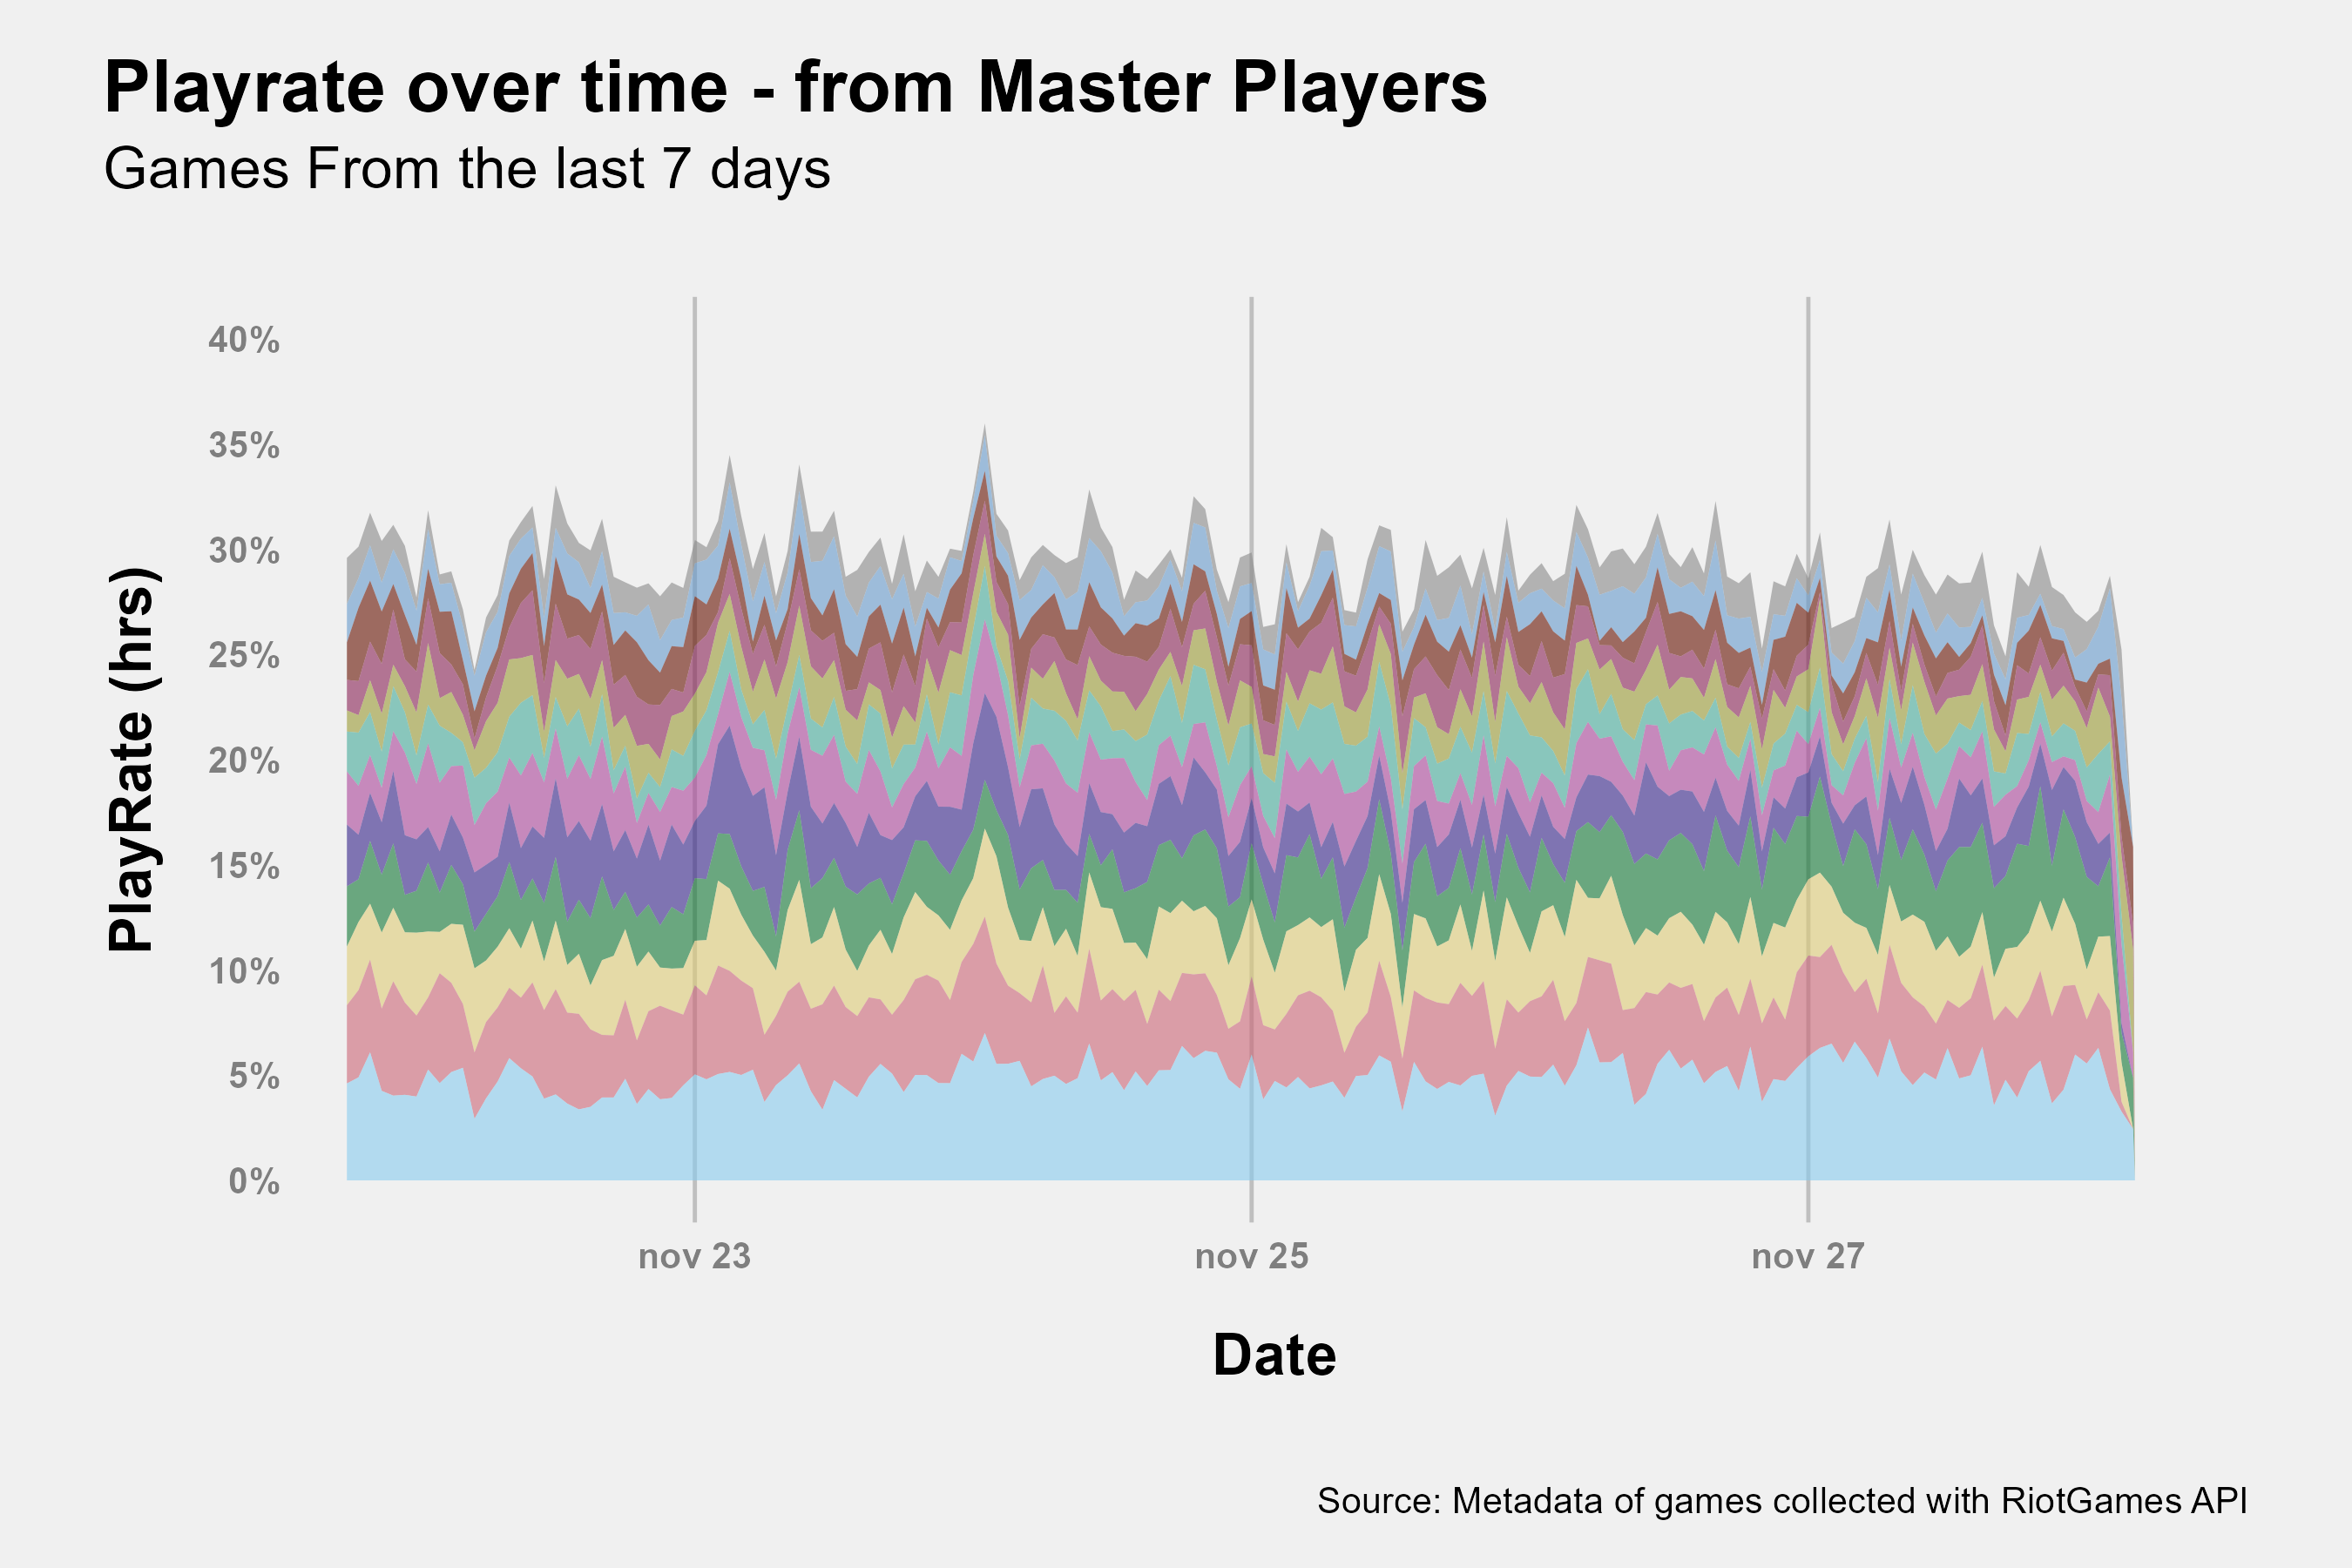 Playrate over time - from Master Players
Games From the last 7 days
PlayRate (hrs)
40%
35%
30%
25%
20%
15%
10%
5%
0%
nov 23
nov 25
nov 27
Date
Source: Metadata of games collected with RiotGames API